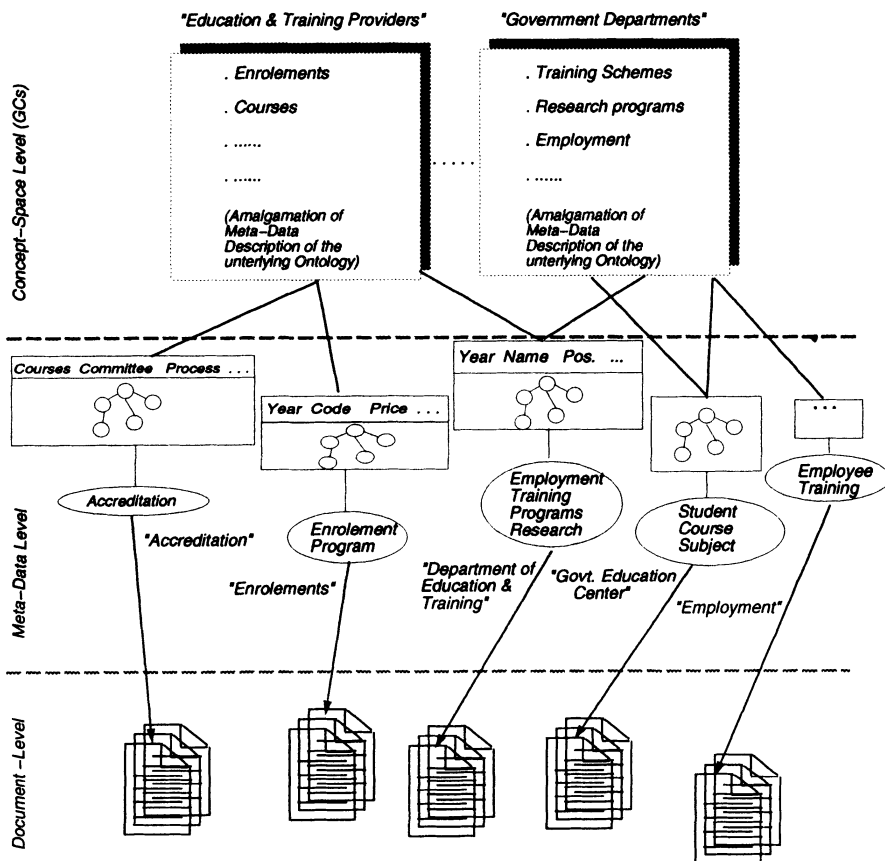 "Education & Training Providers"
"Government Departments"
Concept-Space Level (GCs)
. Enrolements
. Courses
. ......
. ......
(Amalgamation of
Meta-Data
Description of the
unterlying Ontology)
.....
. Training Schemes
. Research programs
. Employment
. ......
(Amalgamation of
Meta-Data
Description of the
unterlying Ontology)
Meta-Data Level
Courses Committee Process ...
Accreditation
"Accreditation"
Year Code Price ...
Enrolement
Program
"Enrolements"
Year Name Pos. ...
Employment
Training
Programs
Research
"Department of
Education &
Training"
Student
Course
Subject
"Govt. Education
Center"
...
Employee
Training
"Employment"
Document -Level